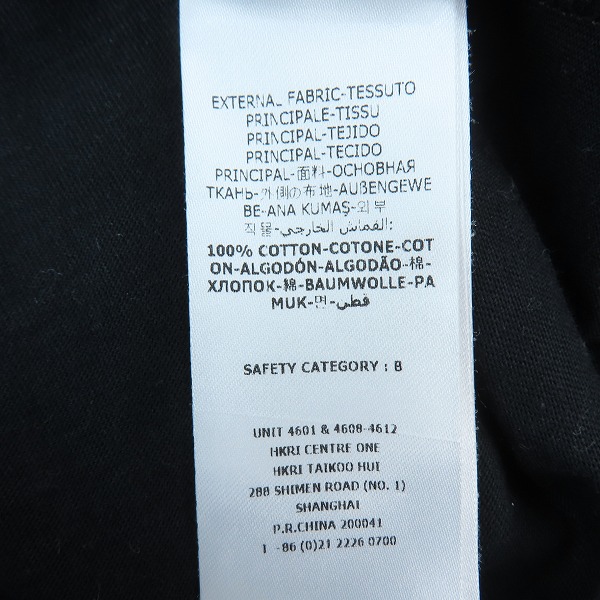 EXTERNAL FABRIC-TESSUTO
PRINCIPALE-TISSU
PRINCIPAL-TEJIDO
PRINCIPAL-TECIDO
PRINCIPAL-面料-ОСНОВНАЯ
ТКАНЬ-外側の布地-AUßENGEWE
BE-ANA KUMAŞ-외부
직물-القماش الخارجي:
100% COTTON-COTONE-COT
ON-ALGODÓN-ALGODÃO-棉-
ХЛОПОК-綿-BAUMWOLLE-PA
MUK-면-قطن
SAFETY CATEGORY : B
UNIT 4601 & 4608-4612
HKRI CENTRE ONE
HKRI TAIKOO HUI
288 SHIMEN ROAD (NO. 1)
SHANGHAI
P.R.CHINA 200041
T +86 (0)21 2226 0700